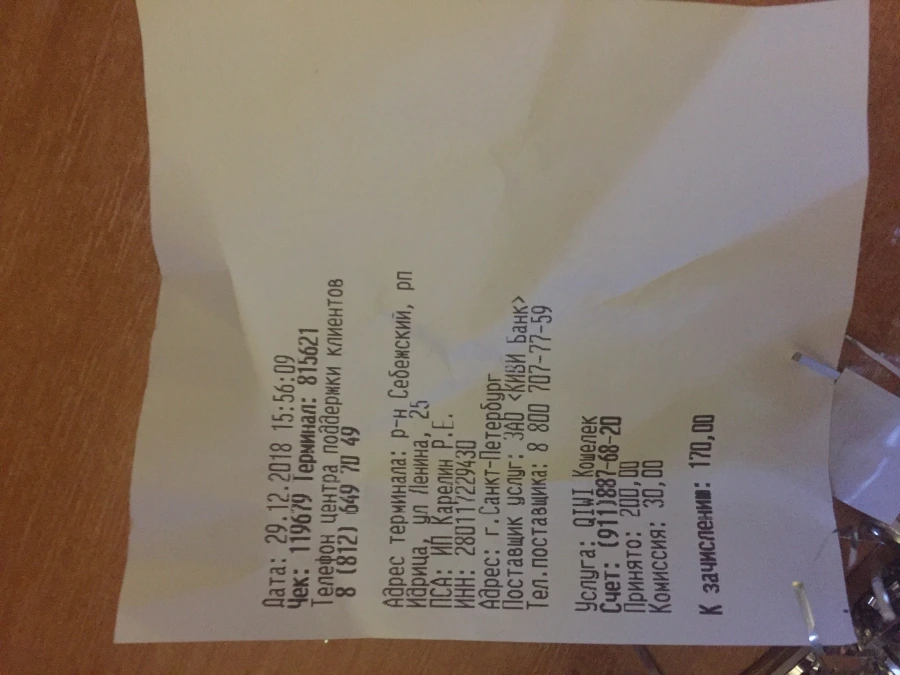 Дата: 29.12.2018 15:56:09
Чек: 119679 Терминал: 815621
Телефон центра поддержки клиентов
8 (812) 649 70 49
Адрес терминала: р-н Себежский, рп
Идрица, ул Ленина, 25
ПСА: ИП Карелин Р.Е.
ИНН: 280117229430
Адрес: г.Санкт-Петербург
Поставщик услуг: ЗАО <КИВИ Банк>
Тел.поставщика: 8 800 707-77-59
Услуга: QIWI Кошелек
Счет: (911)887-68-20
Принято: 200,00
Комиссия: 30,00
К зачислению: 170,00